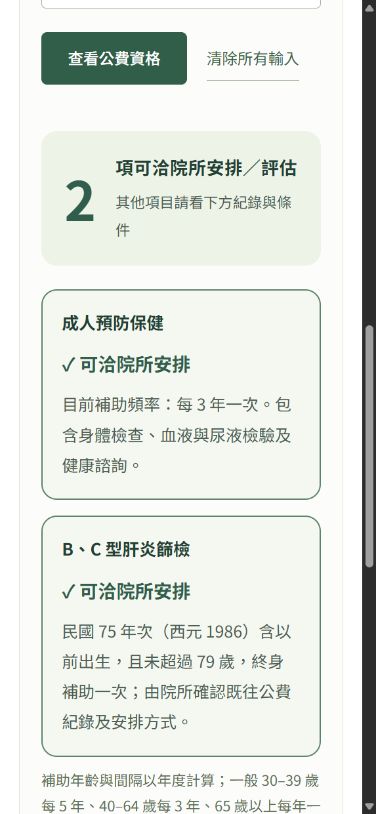 查看公費資格 清除所有輸入
2
項可洽院所安排／評估
其他項目請看下方紀錄與條
件
成人預防保健
✓ 可洽院所安排
目前補助頻率：每 3 年一次。包
含身體檢查、血液與尿液檢驗及
健康諮詢。
B、C 型肝炎篩檢
✓ 可洽院所安排
民國 75 年次（西元 1986）含以
前出生，且未超過 79 歲，終身
補助一次；由院所確認既往公費
紀錄及安排方式。
補助年齡與間隔以年度計算；一般 30–39 歲
每 5 年、40–64 歲每 3 年、65 歲以上每年一